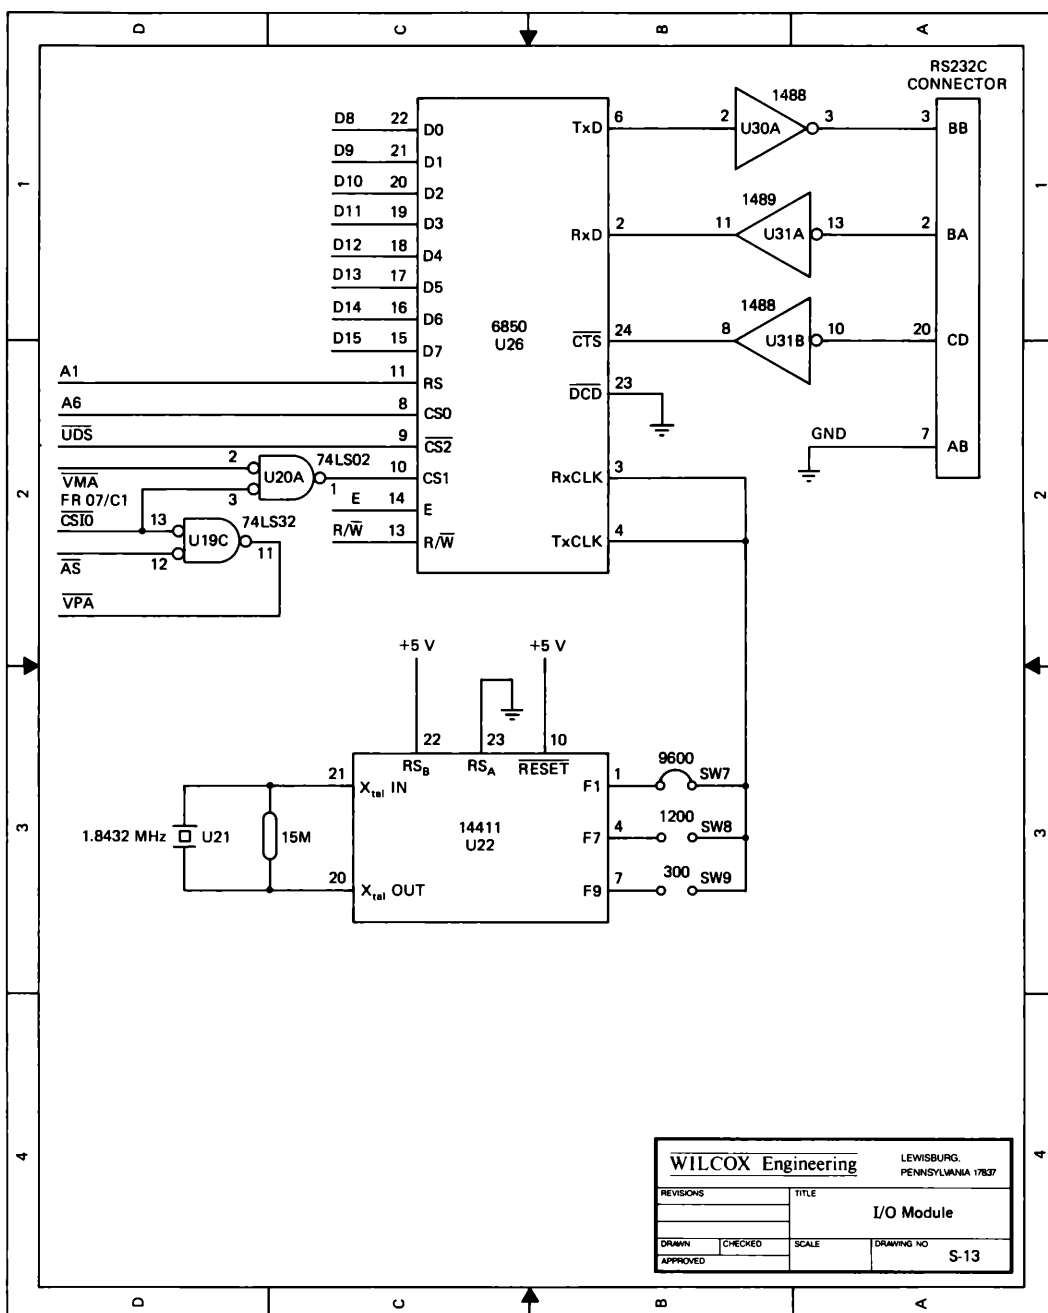 D C B A
RS232C
CONNECTOR
D8 22 D0
D9 21 D1
D10 20 D2
D11 19 D3
D12 18 D4
D13 17 D5
D14 16 D6
D15 15 D7
A1 11 RS
A6 8 CS0
UDS 9 CS2
VMA 2 U20A 74LS02 1 10 CS1
FR 07/C1 3
CSI0 13 U19C 74LS32 11
AS 12
VPA
E 14 E
R/W 13 R/W
6850
U26
TxD 6 2 U30A 1488 3 3 BB
RxD 2 11 U31A 1489 13 2 BA
CTS 24 8 U31B 1488 10 20 CD
DCD 23
GND 7 AB
RxCLK 3
TxCLK 4
+5 V +5 V
22 23 10
RSB RSA RESET
21 Xtal IN
20 Xtal OUT
1.8432 MHz U21 15M
14411
U22
F1 1 9600 SW7
F7 4 1200 SW8
F9 7 300 SW9
1 1
2 2
3 3
4 4
WILCOX Engineering
LEWISBURG,
PENNSYLVANIA 17837
REVISIONS
TITLE
I/O Module
DRAWN CHECKED SCALE DRAWING NO
S-13
APPROVED
D C B A